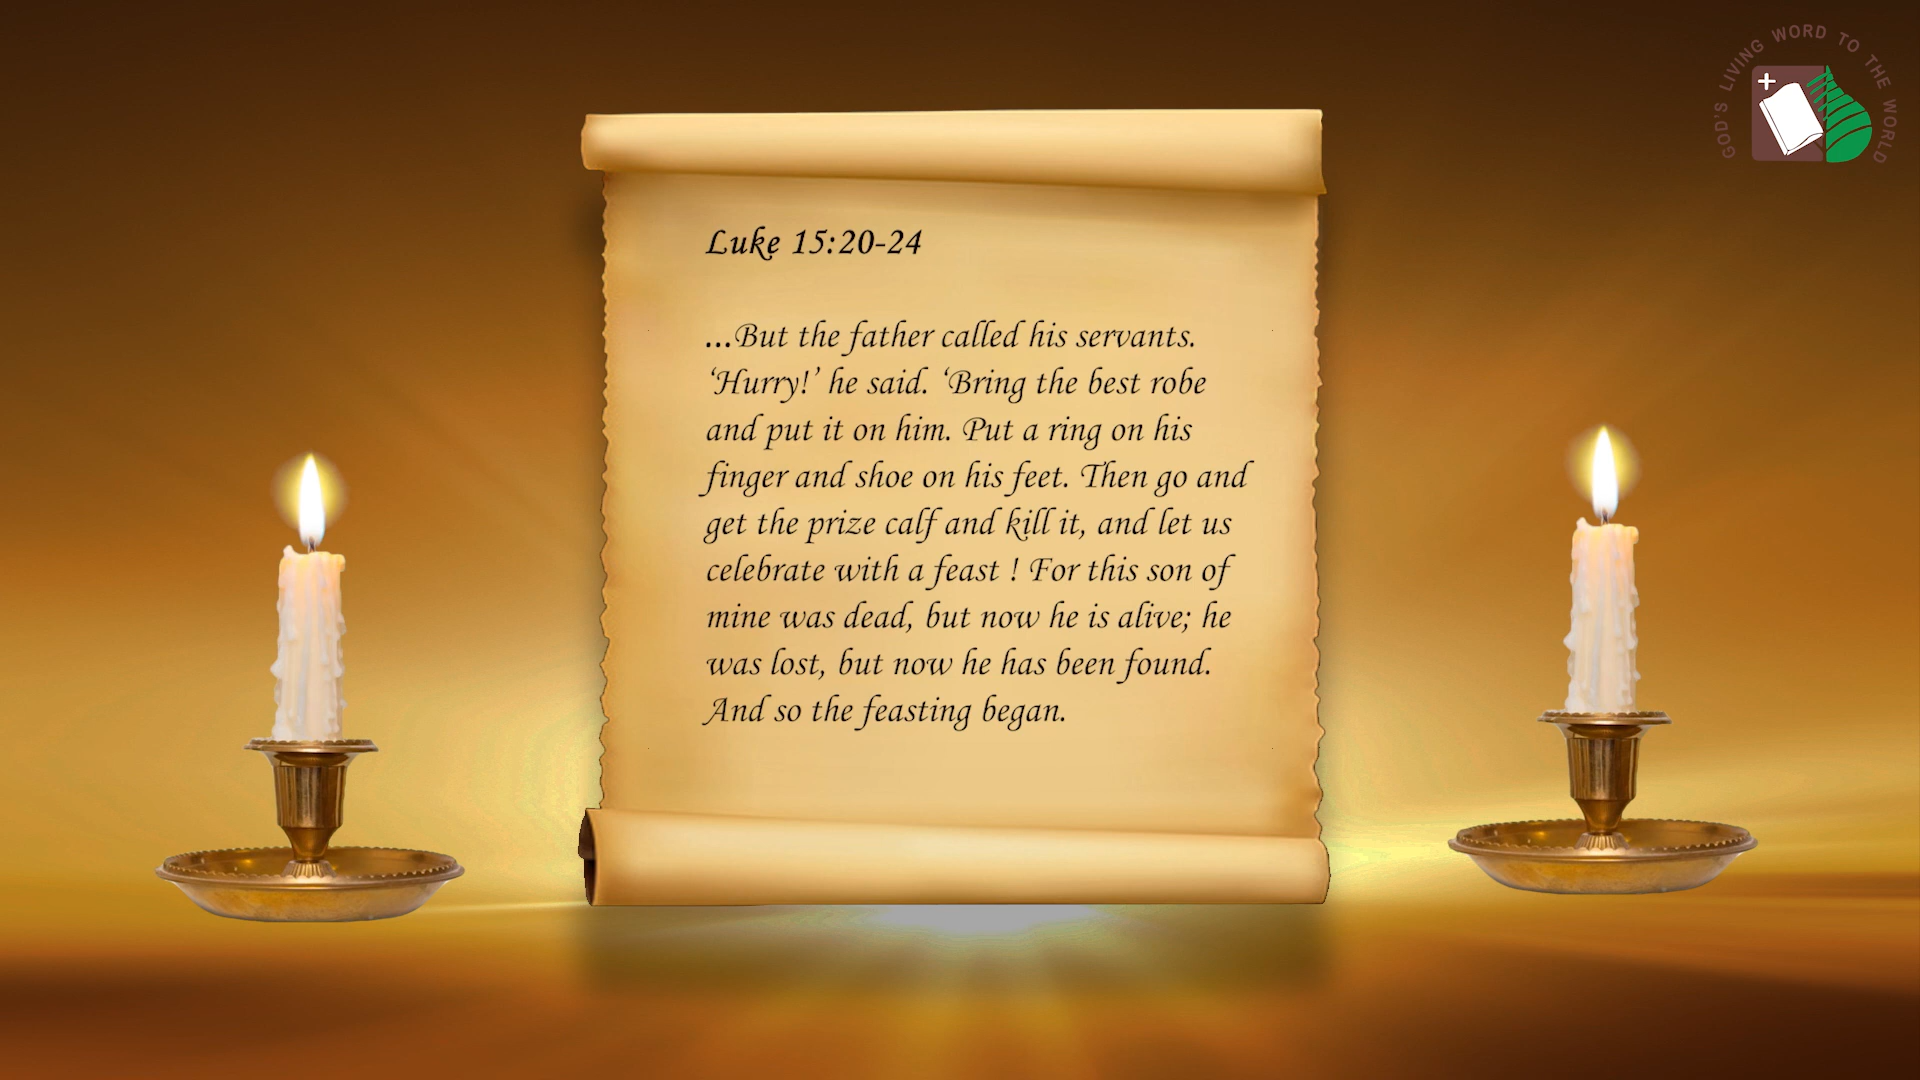 GOD'S LIVING WORD TO THE WORLD
Luke 15:20-24
...But the father called his servants.
‘Hurry!’ he said. ‘Bring the best robe
and put it on him. Put a ring on his
finger and shoe on his feet. Then go and
get the prize calf and kill it, and let us
celebrate with a feast ! For this son of
mine was dead, but now he is alive; he
was lost, but now he has been found.
And so the feasting began.